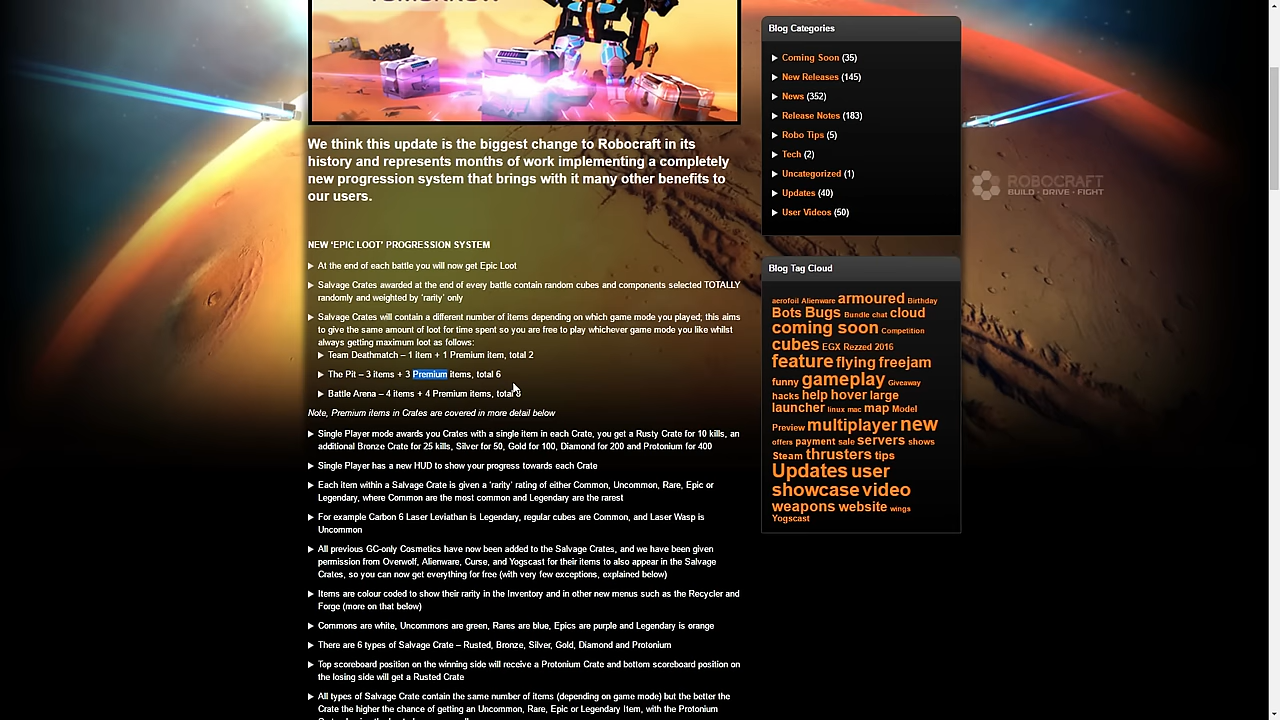 TOMORROW
We think this update is the biggest change to Robocraft in its
history and represents months of work implementing a completely
new progression system that brings with it many other benefits to
our users.
NEW ‘EPIC LOOT’ PROGRESSION SYSTEM
At the end of each battle you will now get Epic Loot
Salvage Crates awarded at the end of every battle contain random cubes and components selected TOTALLY
randomly and weighted by ‘rarity’ only
Salvage Crates will contain a different number of items depending on which game mode you played; this aims
to give the same amount of loot for time spent so you are free to play whichever game mode you like whilst
always getting maximum loot as follows:
Team Deathmatch – 1 item + 1 Premium item, total 2
The Pit – 3 items + 3 Premium items, total 6
Battle Arena – 4 items + 4 Premium items, total 8
Note, Premium items in Crates are covered in more detail below
Single Player mode awards you Crates with a single item in each Crate, you get a Rusty Crate for 10 kills, an
additional Bronze Crate for 25 kills, Silver for 50, Gold for 100, Diamond for 200 and Protonium for 400
Single Player has a new HUD to show your progress towards each Crate
Each item within a Salvage Crate is given a ‘rarity’ rating of either Common, Uncommon, Rare, Epic or
Legendary, where Common are the most common and Legendary are the rarest
For example Carbon 6 Laser Leviathan is Legendary, regular cubes are Common, and Laser Wasp is
Uncommon
All previous GC-only Cosmetics have now been added to the Salvage Crates, and we have been given
permission from Overwolf, Alienware, Curse, and Yogscast for their items to also appear in the Salvage
Crates, so you can now get everything for free (with very few exceptions, explained below)
Items are colour coded to show their rarity in the Inventory and in other new menus such as the Recycler and
Forge (more on that below)
Commons are white, Uncommons are green, Rares are blue, Epics are purple and Legendary is orange
There are 6 types of Salvage Crate – Rusted, Bronze, Silver, Gold, Diamond and Protonium
Top scoreboard position on the winning side will receive a Protonium Crate and bottom scoreboard position on
the losing side will get a Rusted Crate
All types of Salvage Crate contain the same number of items (depending on game mode) but the better the
Crate the higher the chance of getting an Uncommon, Rare, Epic or Legendary Item, with the Protonium
Blog Categories
Coming Soon (35)
New Releases (145)
News (352)
Release Notes (183)
Robo Tips (5)
Tech (2)
Uncategorized (1)
Updates (40)
User Videos (50)
Blog Tag Cloud
aerofoil Alienware armoured Birthday
Bots Bugs Bundle chat cloud
coming soon Competition
cubes EGX Rezzed 2016
feature flying freejam
funny gameplay Giveaway
hacks help hover large
launcher linux mac map Model
Preview multiplayer new
offers payment sale servers shows
Steam thrusters tips
Updates user
showcase video
weapons website wings
Yogscast
ROBOCRAFT
BUILD · DRIVE · FIGHT